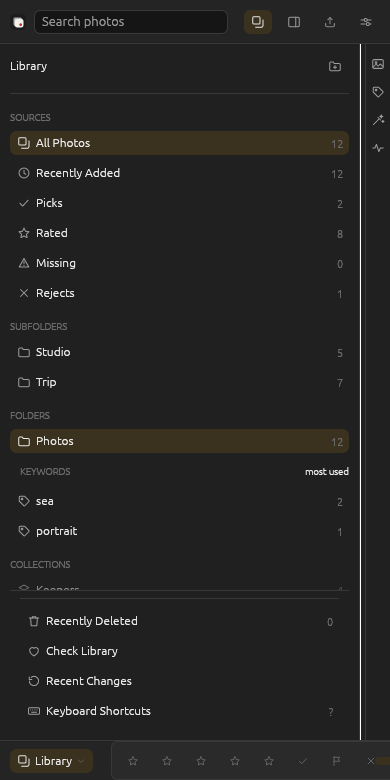 Search photos
Library
SOURCES
All Photos 12
Recently Added 12
Picks 2
Rated 8
Missing 0
Rejects 1
SUBFOLDERS
Studio 5
Trip 7
FOLDERS
Photos 12
KEYWORDS most used
sea 2
portrait 1
COLLECTIONS
Keepers
Recently Deleted 0
Check Library
Recent Changes
Keyboard Shortcuts ?
Library